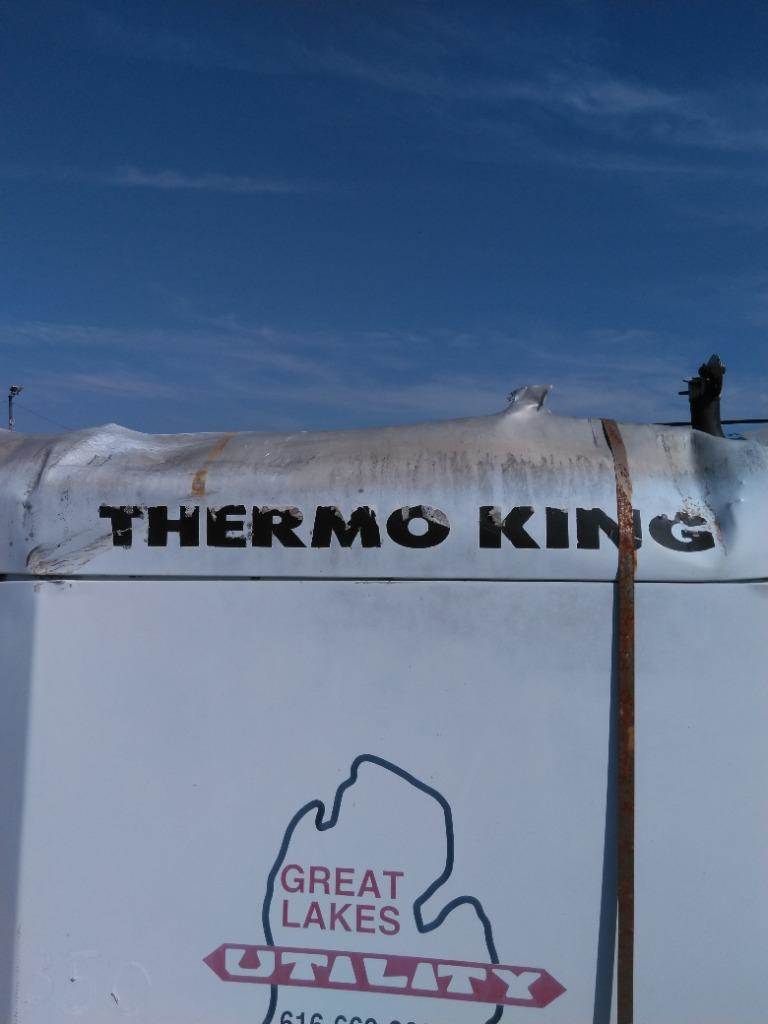 THERMO KING
GREAT
LAKES
UTILITY